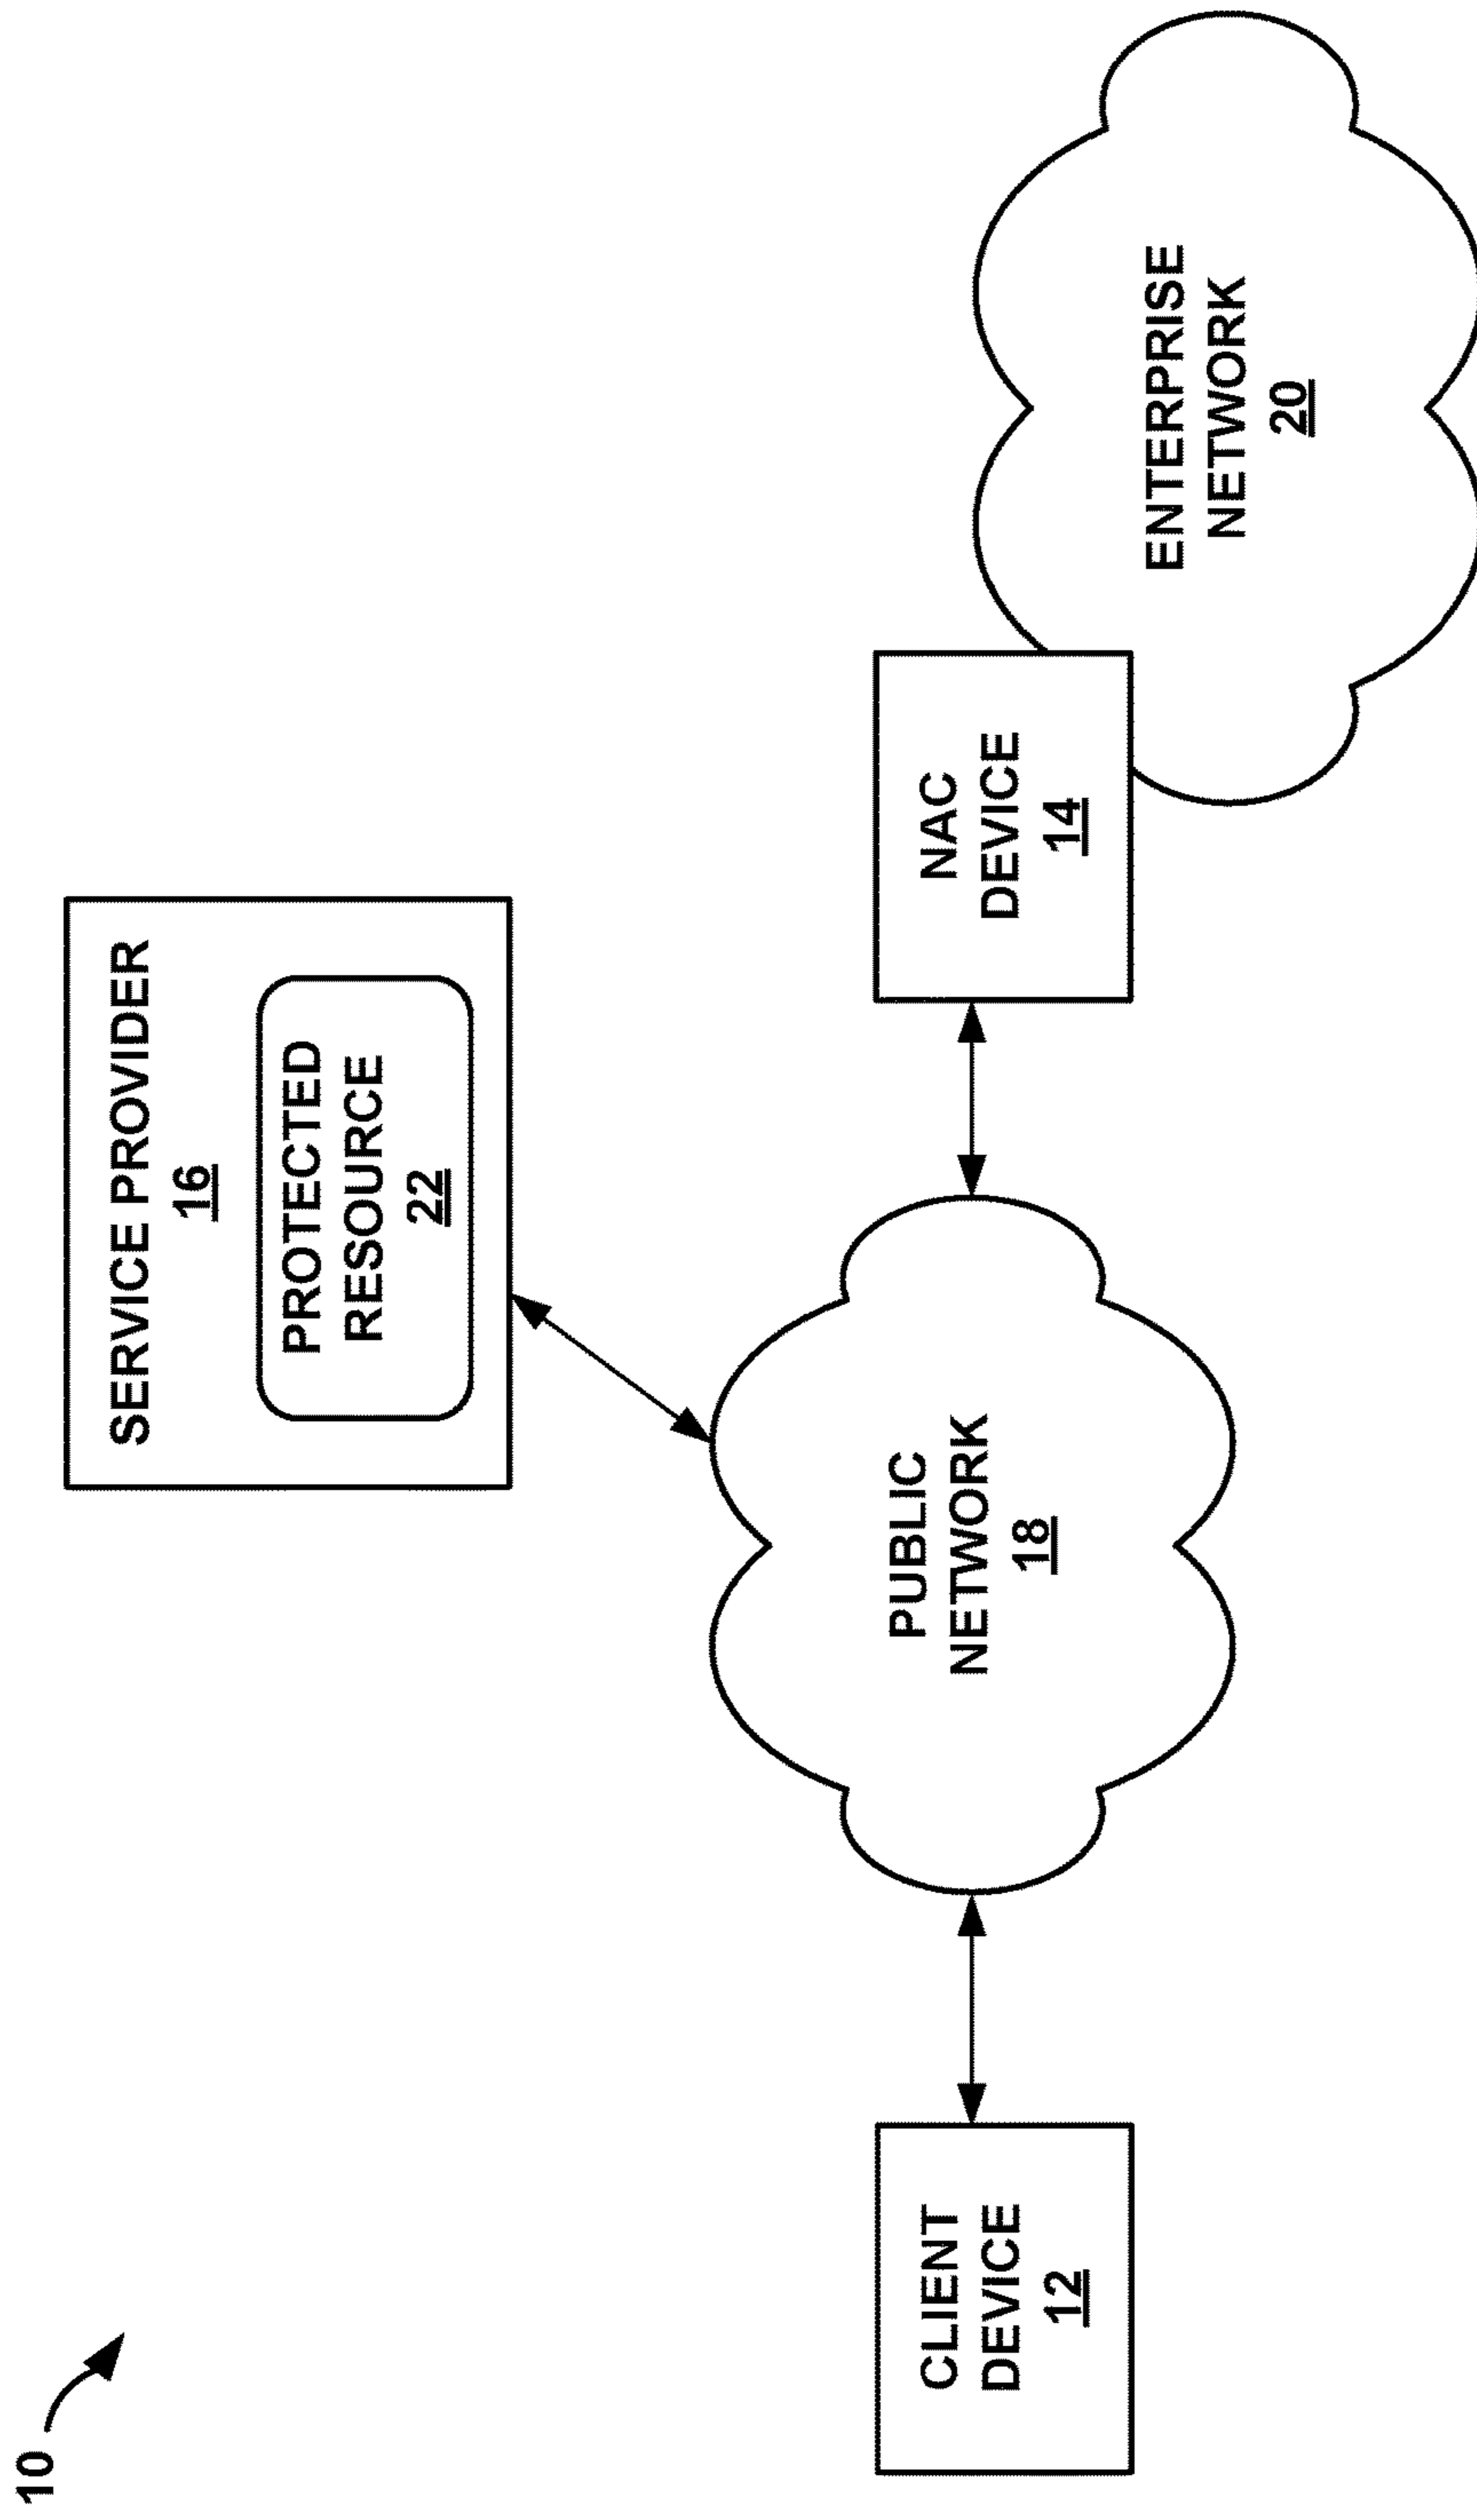 10
SERVICE PROVIDER
16
PROTECTED
RESOURCE
22
CLIENT
DEVICE
12
PUBLIC
NETWORK
18
NAC
DEVICE
14
ENTERPRISE
NETWORK
20